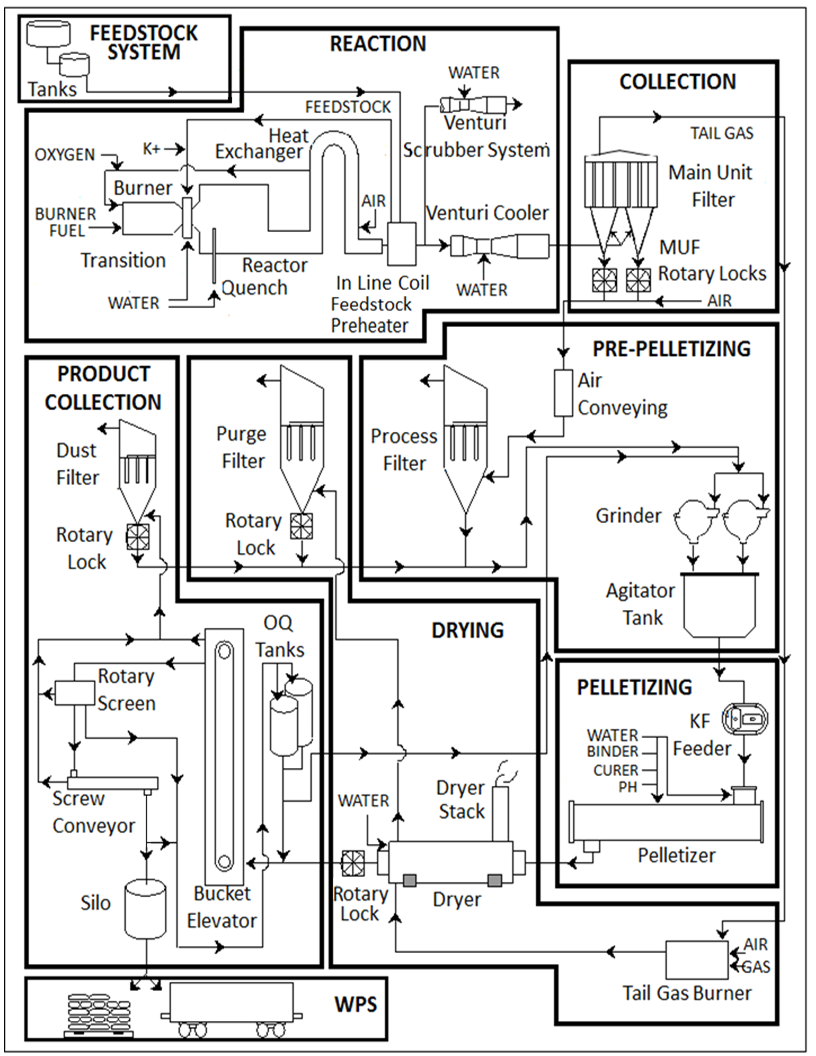 FEEDSTOCK
SYSTEM
Tanks
REACTION
FEEDSTOCK
WATER
Venturi
Scrubber System
K+
Heat
Exchanger
OXYGEN
Burner
BURNER
FUEL
AIR
Venturi Cooler
Transition
Reactor
Quench
WATER
In Line Coil
Feedstock
Preheater
WATER
COLLECTION
TAIL GAS
Main Unit
Filter
MUF
Rotary Locks
AIR
PRE-PELLETIZING
Air
Conveying
Process
Filter
Grinder
Agitator
Tank
PRODUCT
COLLECTION
Dust
Filter
Rotary
Lock
Purge
Filter
Rotary
Lock
OQ
Tanks
Rotary
Screen
Screw
Conveyor
Silo
Bucket
Elevator
DRYING
WATER
Dryer
Stack
Rotary
Lock
Dryer
PELLETIZING
KF
Feeder
WATER
BINDER
CURER
PH
Pelletizer
AIR
GAS
Tail Gas Burner
WPS